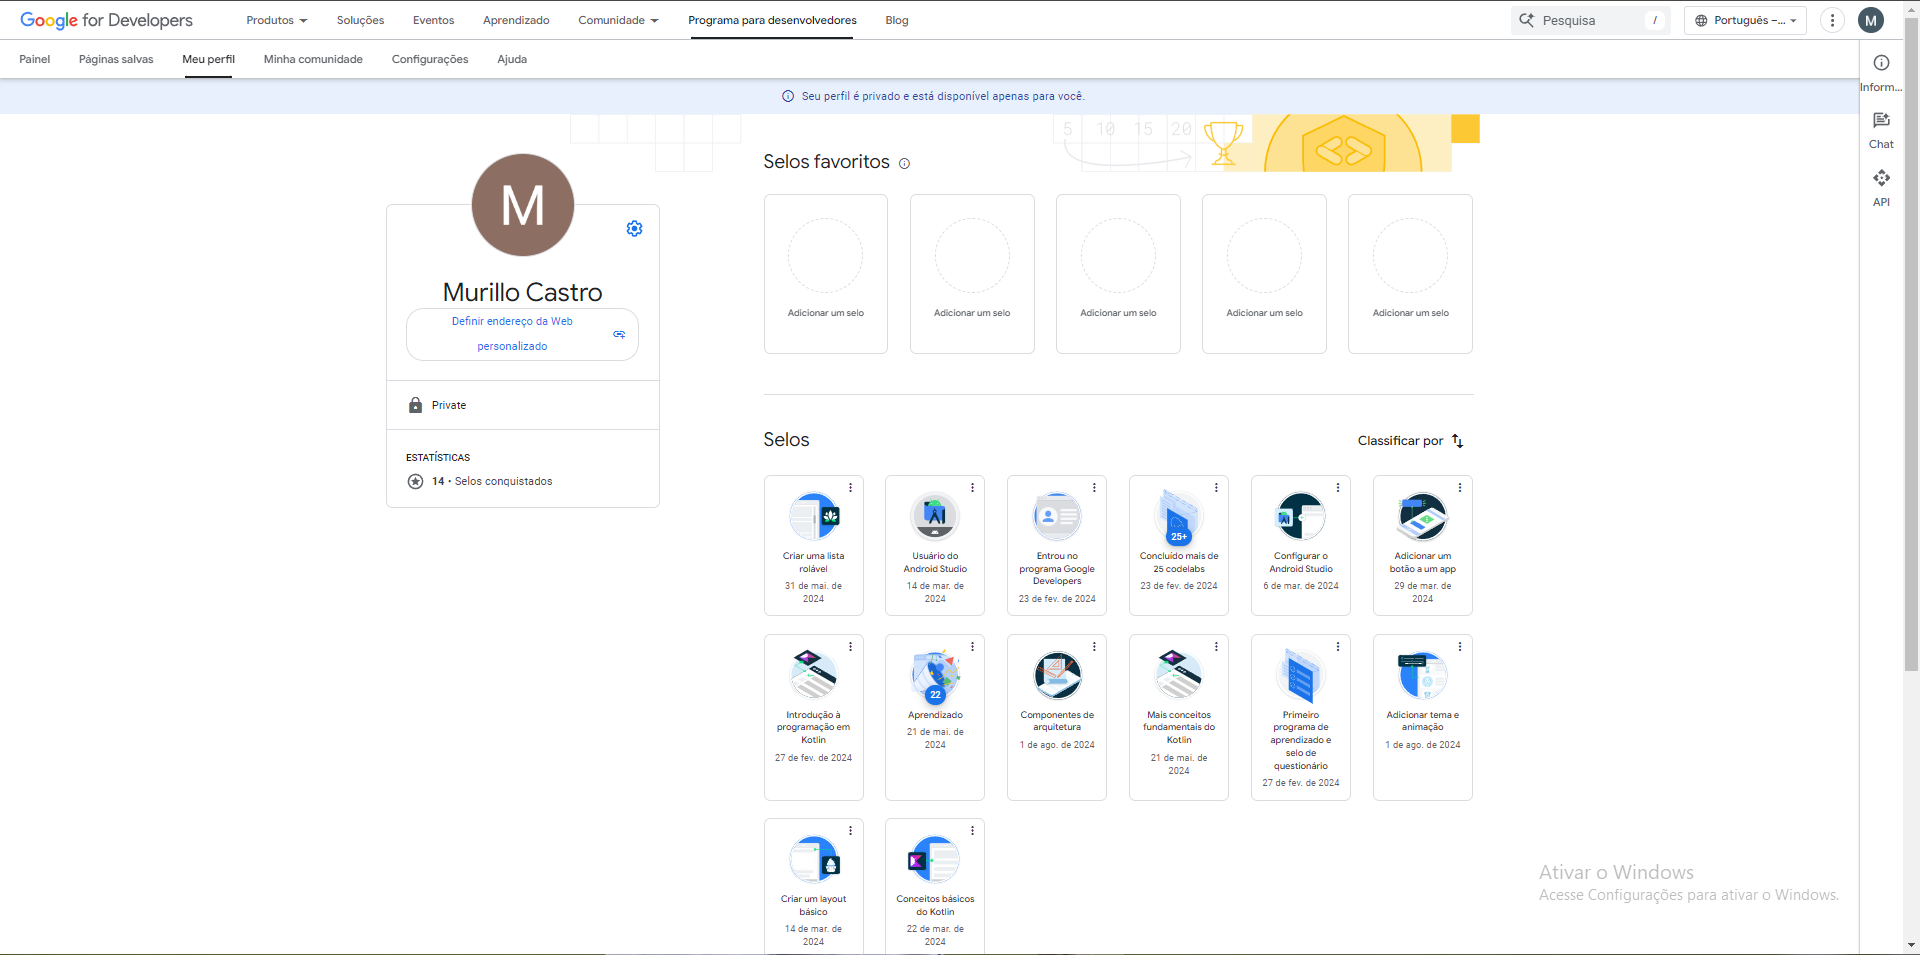 Google for Developers
Produtos
Soluções
Eventos
Aprendizado
Comunidade
Programa para desenvolvedores
Blog
Pesquisa
/
Português –...
M
Painel
Páginas salvas
Meu perfil
Minha comunidade
Configurações
Ajuda
Seu perfil é privado e está disponível apenas para você.
Inform...
Chat
API
5 10 15 20
M
Murillo Castro
Definir endereço da Web
personalizado
Private
ESTATÍSTICAS
14 • Selos conquistados
Selos favoritos
Adicionar um selo
Adicionar um selo
Adicionar um selo
Adicionar um selo
Adicionar um selo
Selos
Classificar por
Criar uma lista
rolável
31 de mai. de
2024
Usuário do
Android Studio
14 de mar. de
2024
Entrou no
programa Google
Developers
23 de fev. de 2024
25+
Concluído mais de
25 codelabs
23 de fev. de 2024
Configurar o
Android Studio
6 de mar. de 2024
Adicionar um
botão a um app
29 de mar. de
2024
Introdução à
programação em
Kotlin
27 de fev. de 2024
22
Aprendizado
21 de mai. de
2024
Componentes de
arquitetura
1 de ago. de 2024
Mais conceitos
fundamentais do
Kotlin
21 de mai. de
2024
Primeiro
programa de
aprendizado e
selo de
questionário
27 de fev. de 2024
Adicionar tema e
animação
1 de ago. de 2024
Criar um layout
básico
14 de mar. de
2024
Conceitos básicos
do Kotlin
22 de mar. de
2024
Ativar o Windows
Acesse Configurações para ativar o Windows.